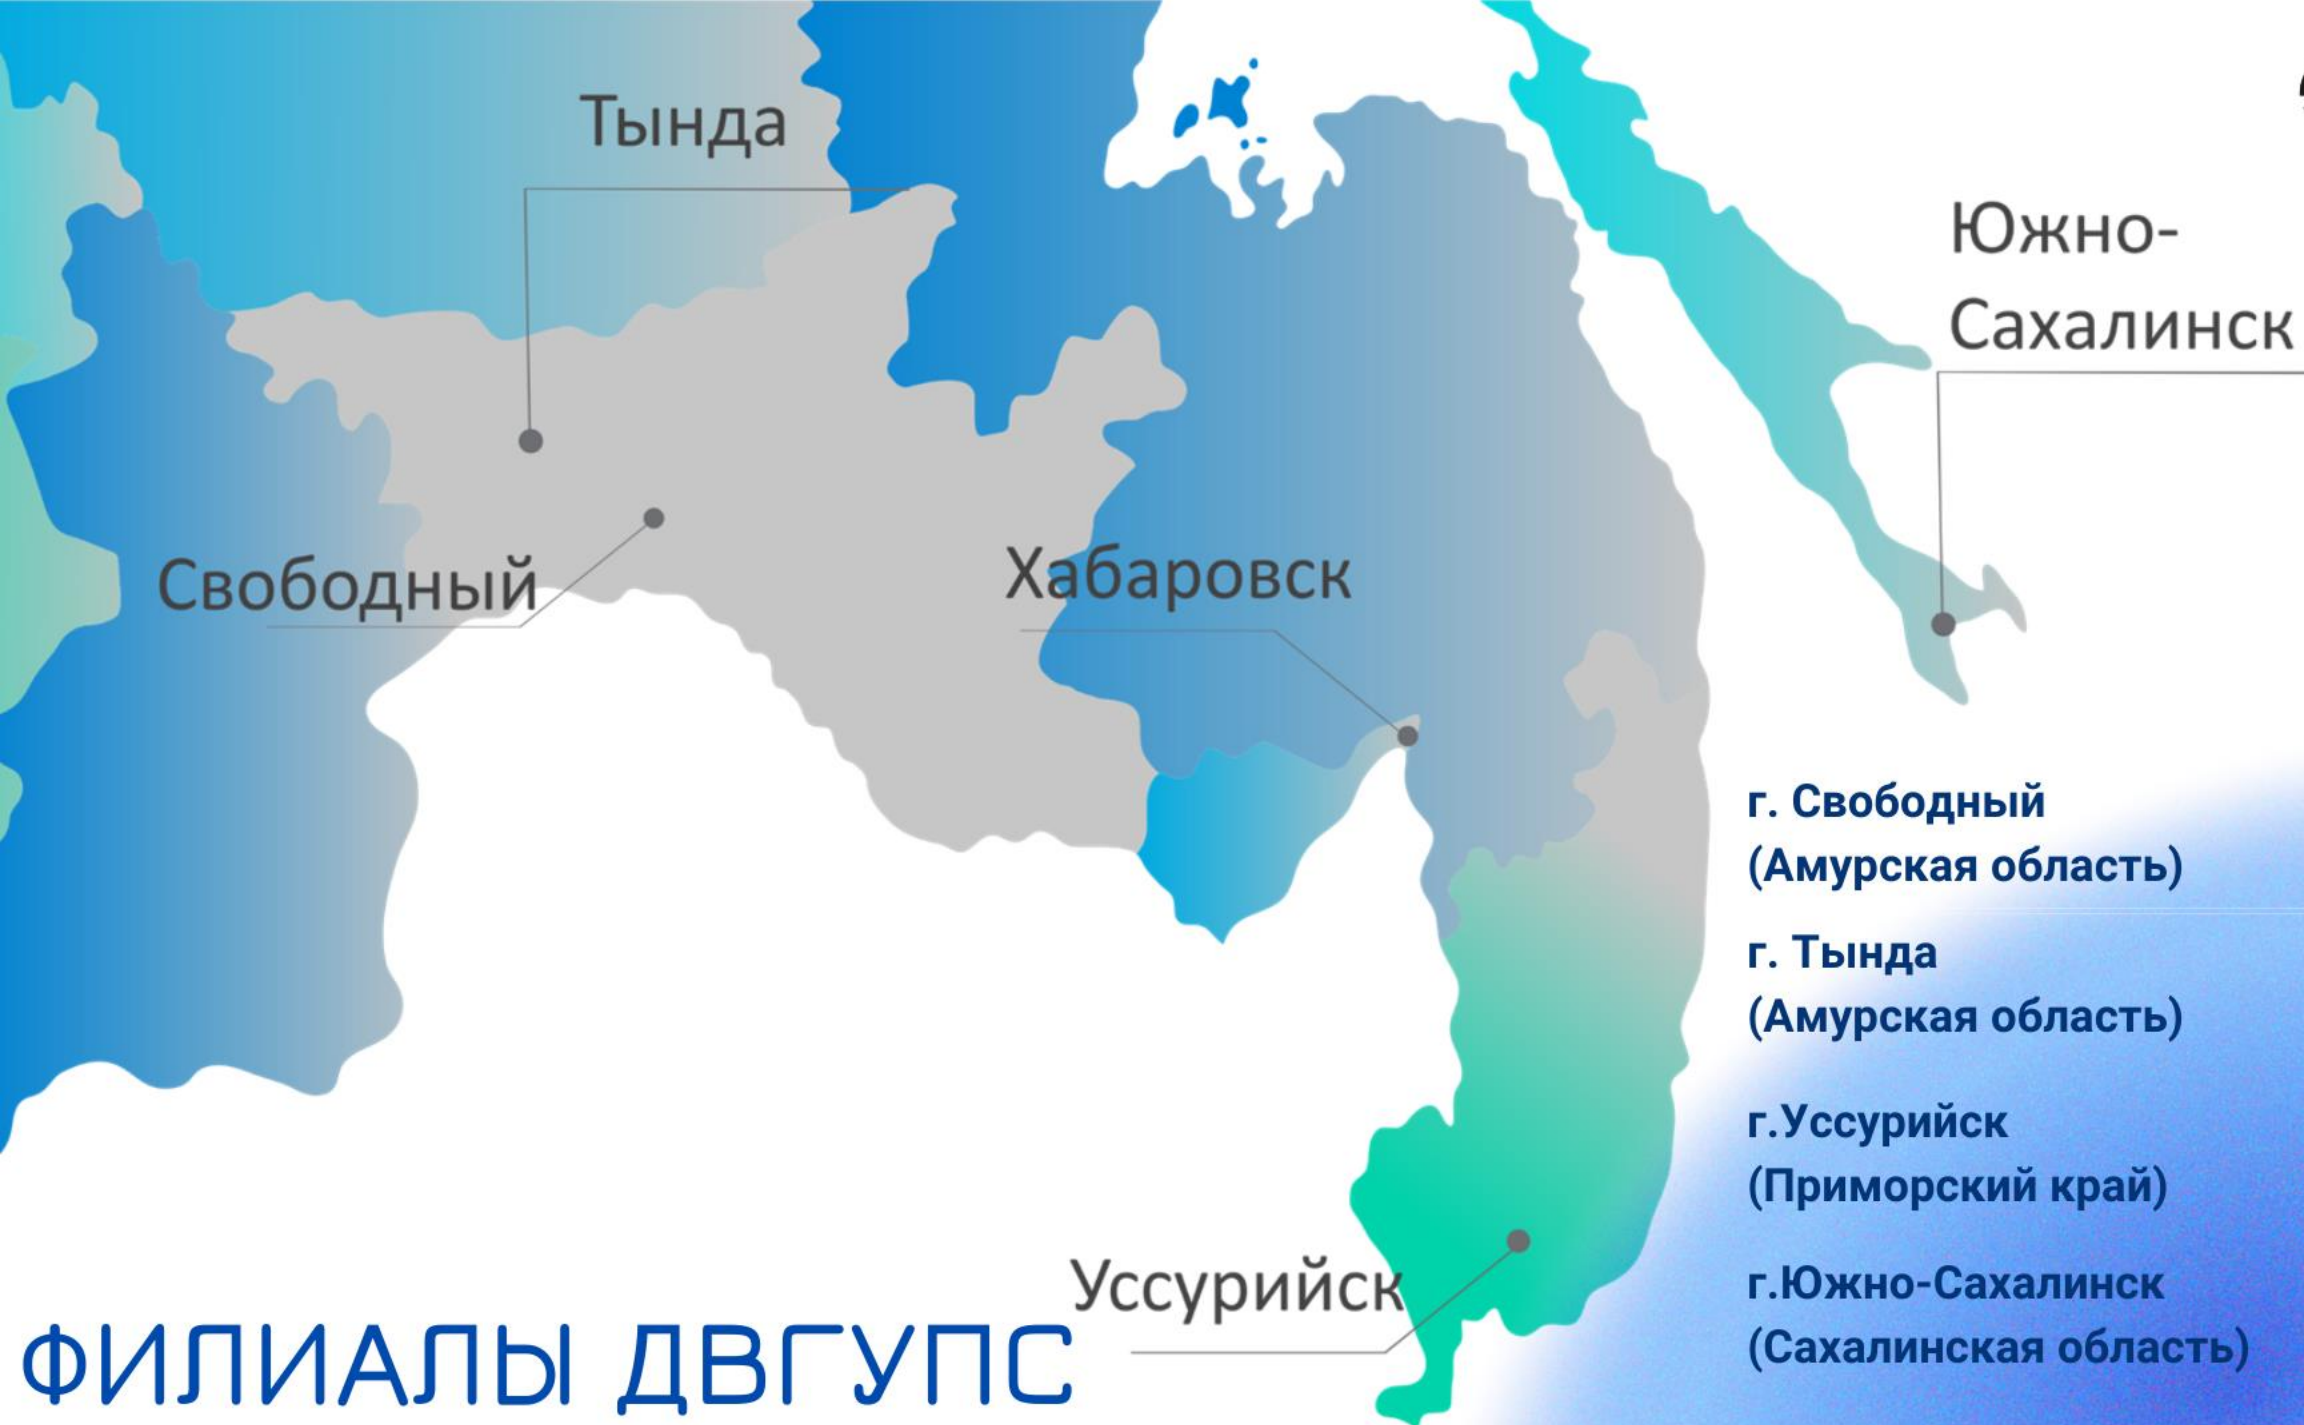 Тында
Южно-
Сахалинск
Свободный
Хабаровск
г. Свободный
(Амурская область)
г. Тында
(Амурская область)
г.Уссурийск
(Приморский край)
Уссурийск
г.Южно-Сахалинск
(Сахалинская область)
ФИЛИАЛЫ ДВГУПС